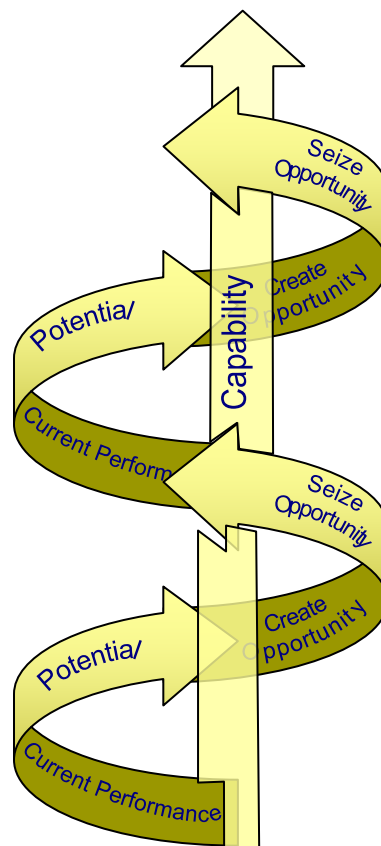 Seize
Opportunity
Create
Opportunity
Potential
Capability
Current Perform
Seize
Opportunity
Create
Opportunity
Potential
Current Performance